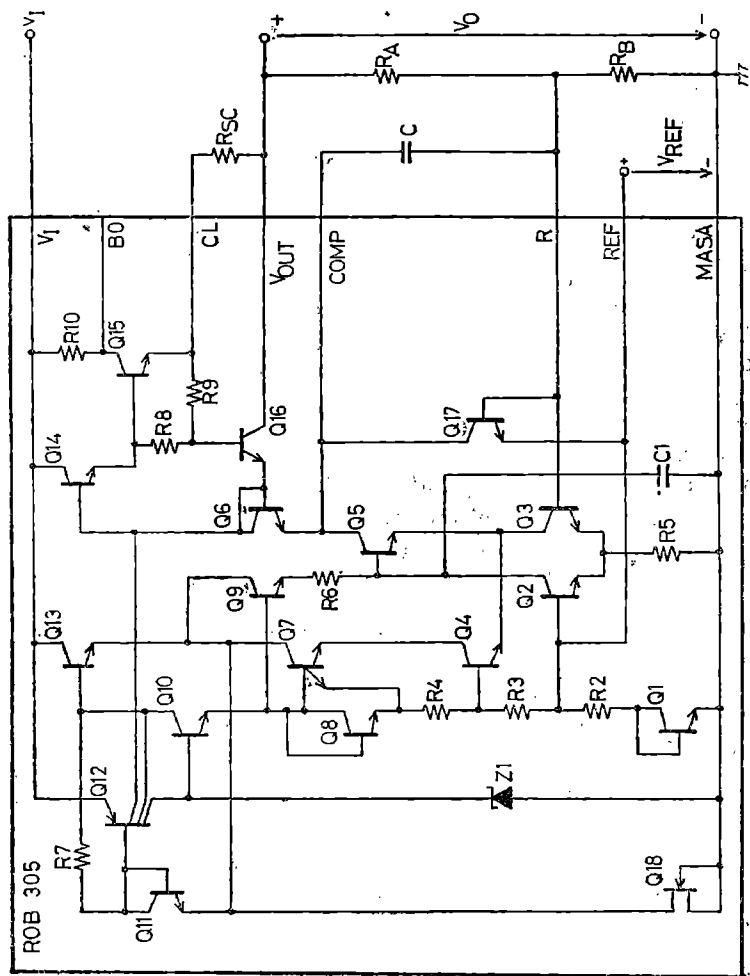 ROB 305
R7
Q11
Q12
Q13
Q14
R10
Q15
V_I
V_I
BO
CL
V_OUT
COMP
R
REF
MASA
R_SC
R8
R9
Q16
Q10
Q9
Q6
R6
Q5
Q7
Q8
Q4
R4
R3
R2
Q1
Q2
Q3
R5
C1
Q17
Z1
Q18
C
R_A
R_B
V_O
V_REF
+
-
+
-